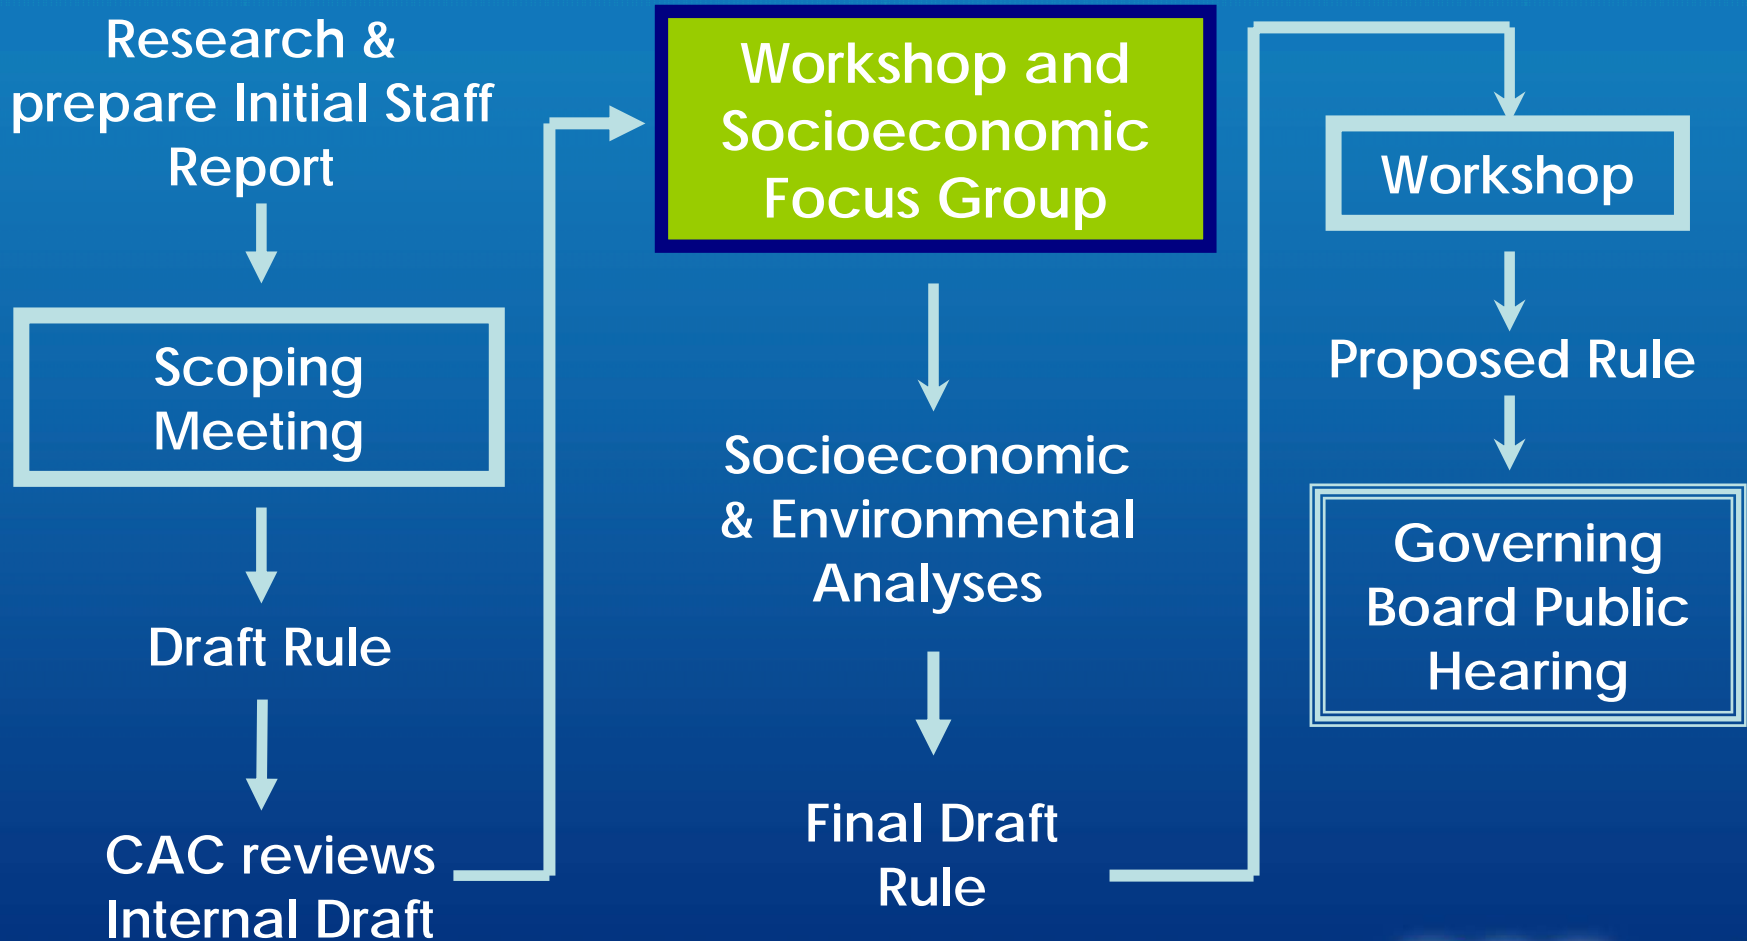 Research &
prepare Initial Staff
Report
Scoping
Meeting
Draft Rule
CAC reviews
Internal Draft
Workshop and
Socioeconomic
Focus Group
Socioeconomic
& Environmental
Analyses
Final Draft
Rule
Workshop
Proposed Rule
Governing
Board Public
Hearing